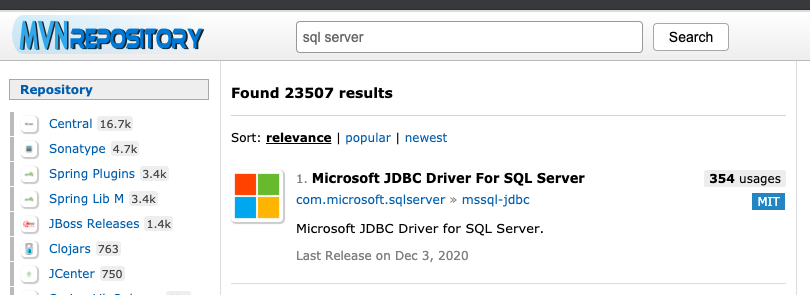 MVNREPOSITORY
sql server
Search
Repository
Central 16.7k
Sonatype 4.7k
Spring Plugins 3.4k
Spring Lib M 3.4k
JBoss Releases 1.4k
Clojars 763
JCenter 750
Found 23507 results
Sort: relevance | popular | newest
1. Microsoft JDBC Driver For SQL Server
354 usages
com.microsoft.sqlserver » mssql-jdbc
MIT
Microsoft JDBC Driver for SQL Server.
Last Release on Dec 3, 2020